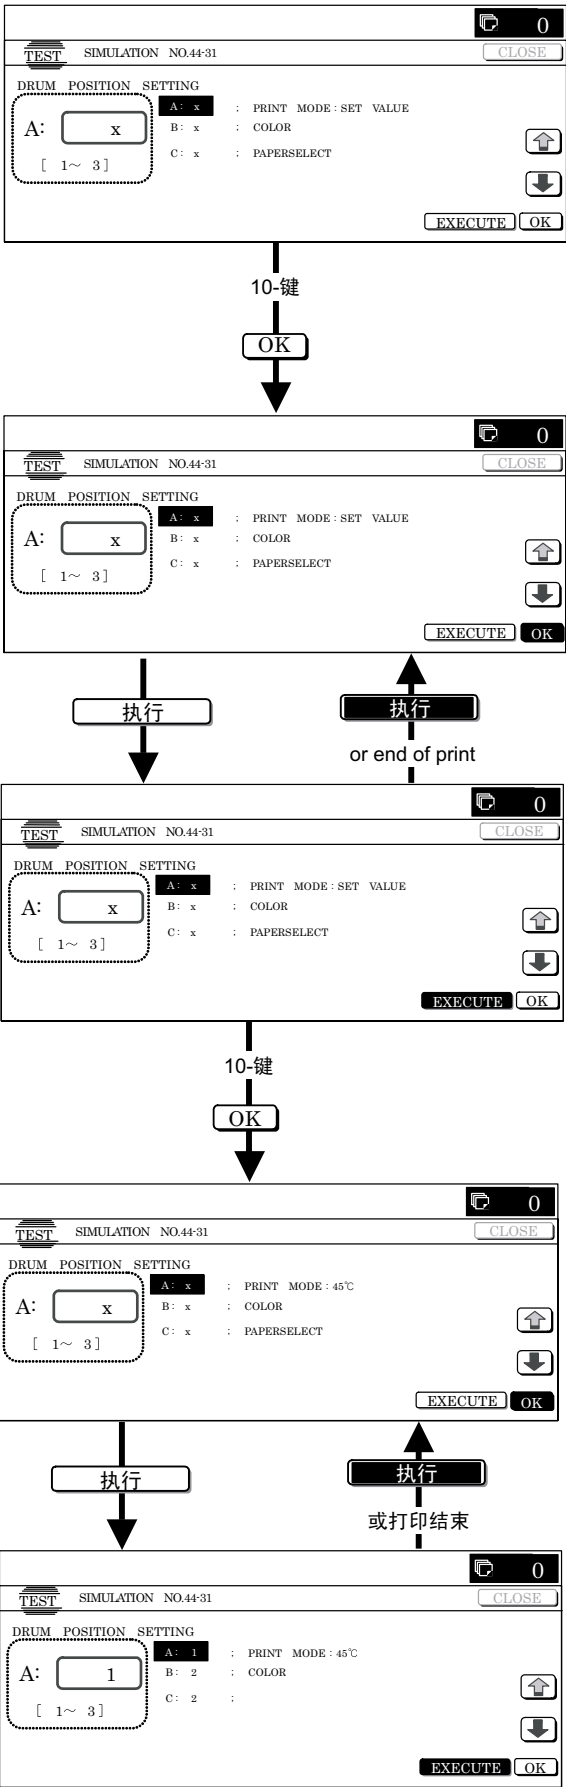 0
TEST SIMULATION NO.44-31 CLOSE
DRUM POSITION SETTING
A: x ; PRINT MODE : SET VALUE
A: x B: x ; COLOR
[ 1~ 3 ] C: x ; PAPERSELECT
EXECUTE OK
10-键
OK
0
TEST SIMULATION NO.44-31 CLOSE
DRUM POSITION SETTING
A: x ; PRINT MODE : SET VALUE
A: x B: x ; COLOR
[ 1~ 3 ] C: x ; PAPERSELECT
EXECUTE OK
执行 执行
or end of print
0
TEST SIMULATION NO.44-31 CLOSE
DRUM POSITION SETTING
A: x ; PRINT MODE : SET VALUE
A: x B: x ; COLOR
[ 1~ 3 ] C: x ; PAPERSELECT
EXECUTE OK
10-键
OK
0
TEST SIMULATION NO.44-31 CLOSE
DRUM POSITION SETTING
A: x ; PRINT MODE : 45℃
A: x B: x ; COLOR
[ 1~ 3 ] C: x ; PAPERSELECT
EXECUTE OK
执行 执行
或打印结束
0
TEST SIMULATION NO.44-31 CLOSE
DRUM POSITION SETTING
A: 1 ; PRINT MODE : 45℃
A: 1 B: 2 ; COLOR
[ 1~ 3 ] C: 2 ;
EXECUTE OK